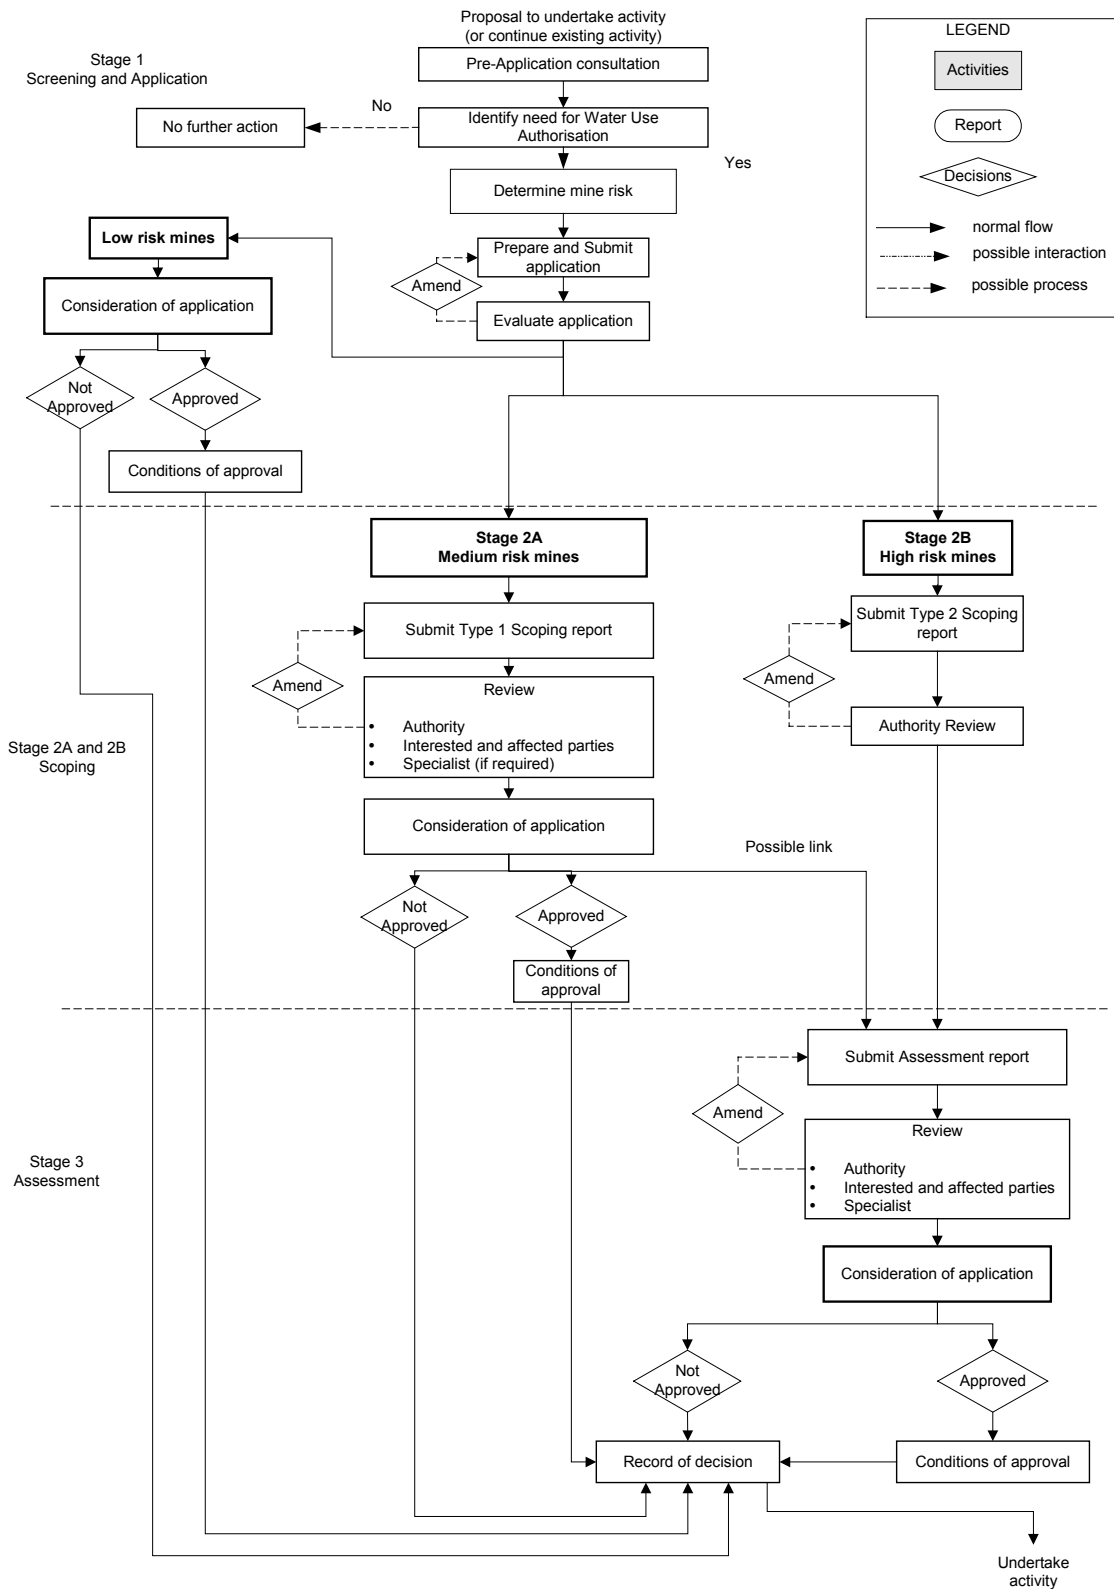 Proposal to undertake activity
(or continue existing activity)
LEGEND
Stage 1
Screening and Application
Pre-Application consultation
Activities
No
No further action
Identify need for Water Use
Authorisation
Report
Yes
Decisions
Determine mine risk
normal flow
possible interaction
possible process
Low risk mines
Prepare and Submit
application
Amend
Consideration of application
Evaluate application
Not
Approved
Approved
Conditions of approval
Stage 2A
Medium risk mines
Stage 2B
High risk mines
Submit Type 1 Scoping report
Submit Type 2 Scoping
report
Amend
Amend
Review
• Authority
• Interested and affected parties
• Specialist (if required)
Authority Review
Stage 2A and 2B
Scoping
Consideration of application
Possible link
Not
Approved
Approved
Conditions of
approval
Submit Assessment report
Amend
Review
• Authority
• Interested and affected parties
• Specialist
Stage 3
Assessment
Consideration of application
Not
Approved
Approved
Record of decision
Conditions of approval
Undertake
activity